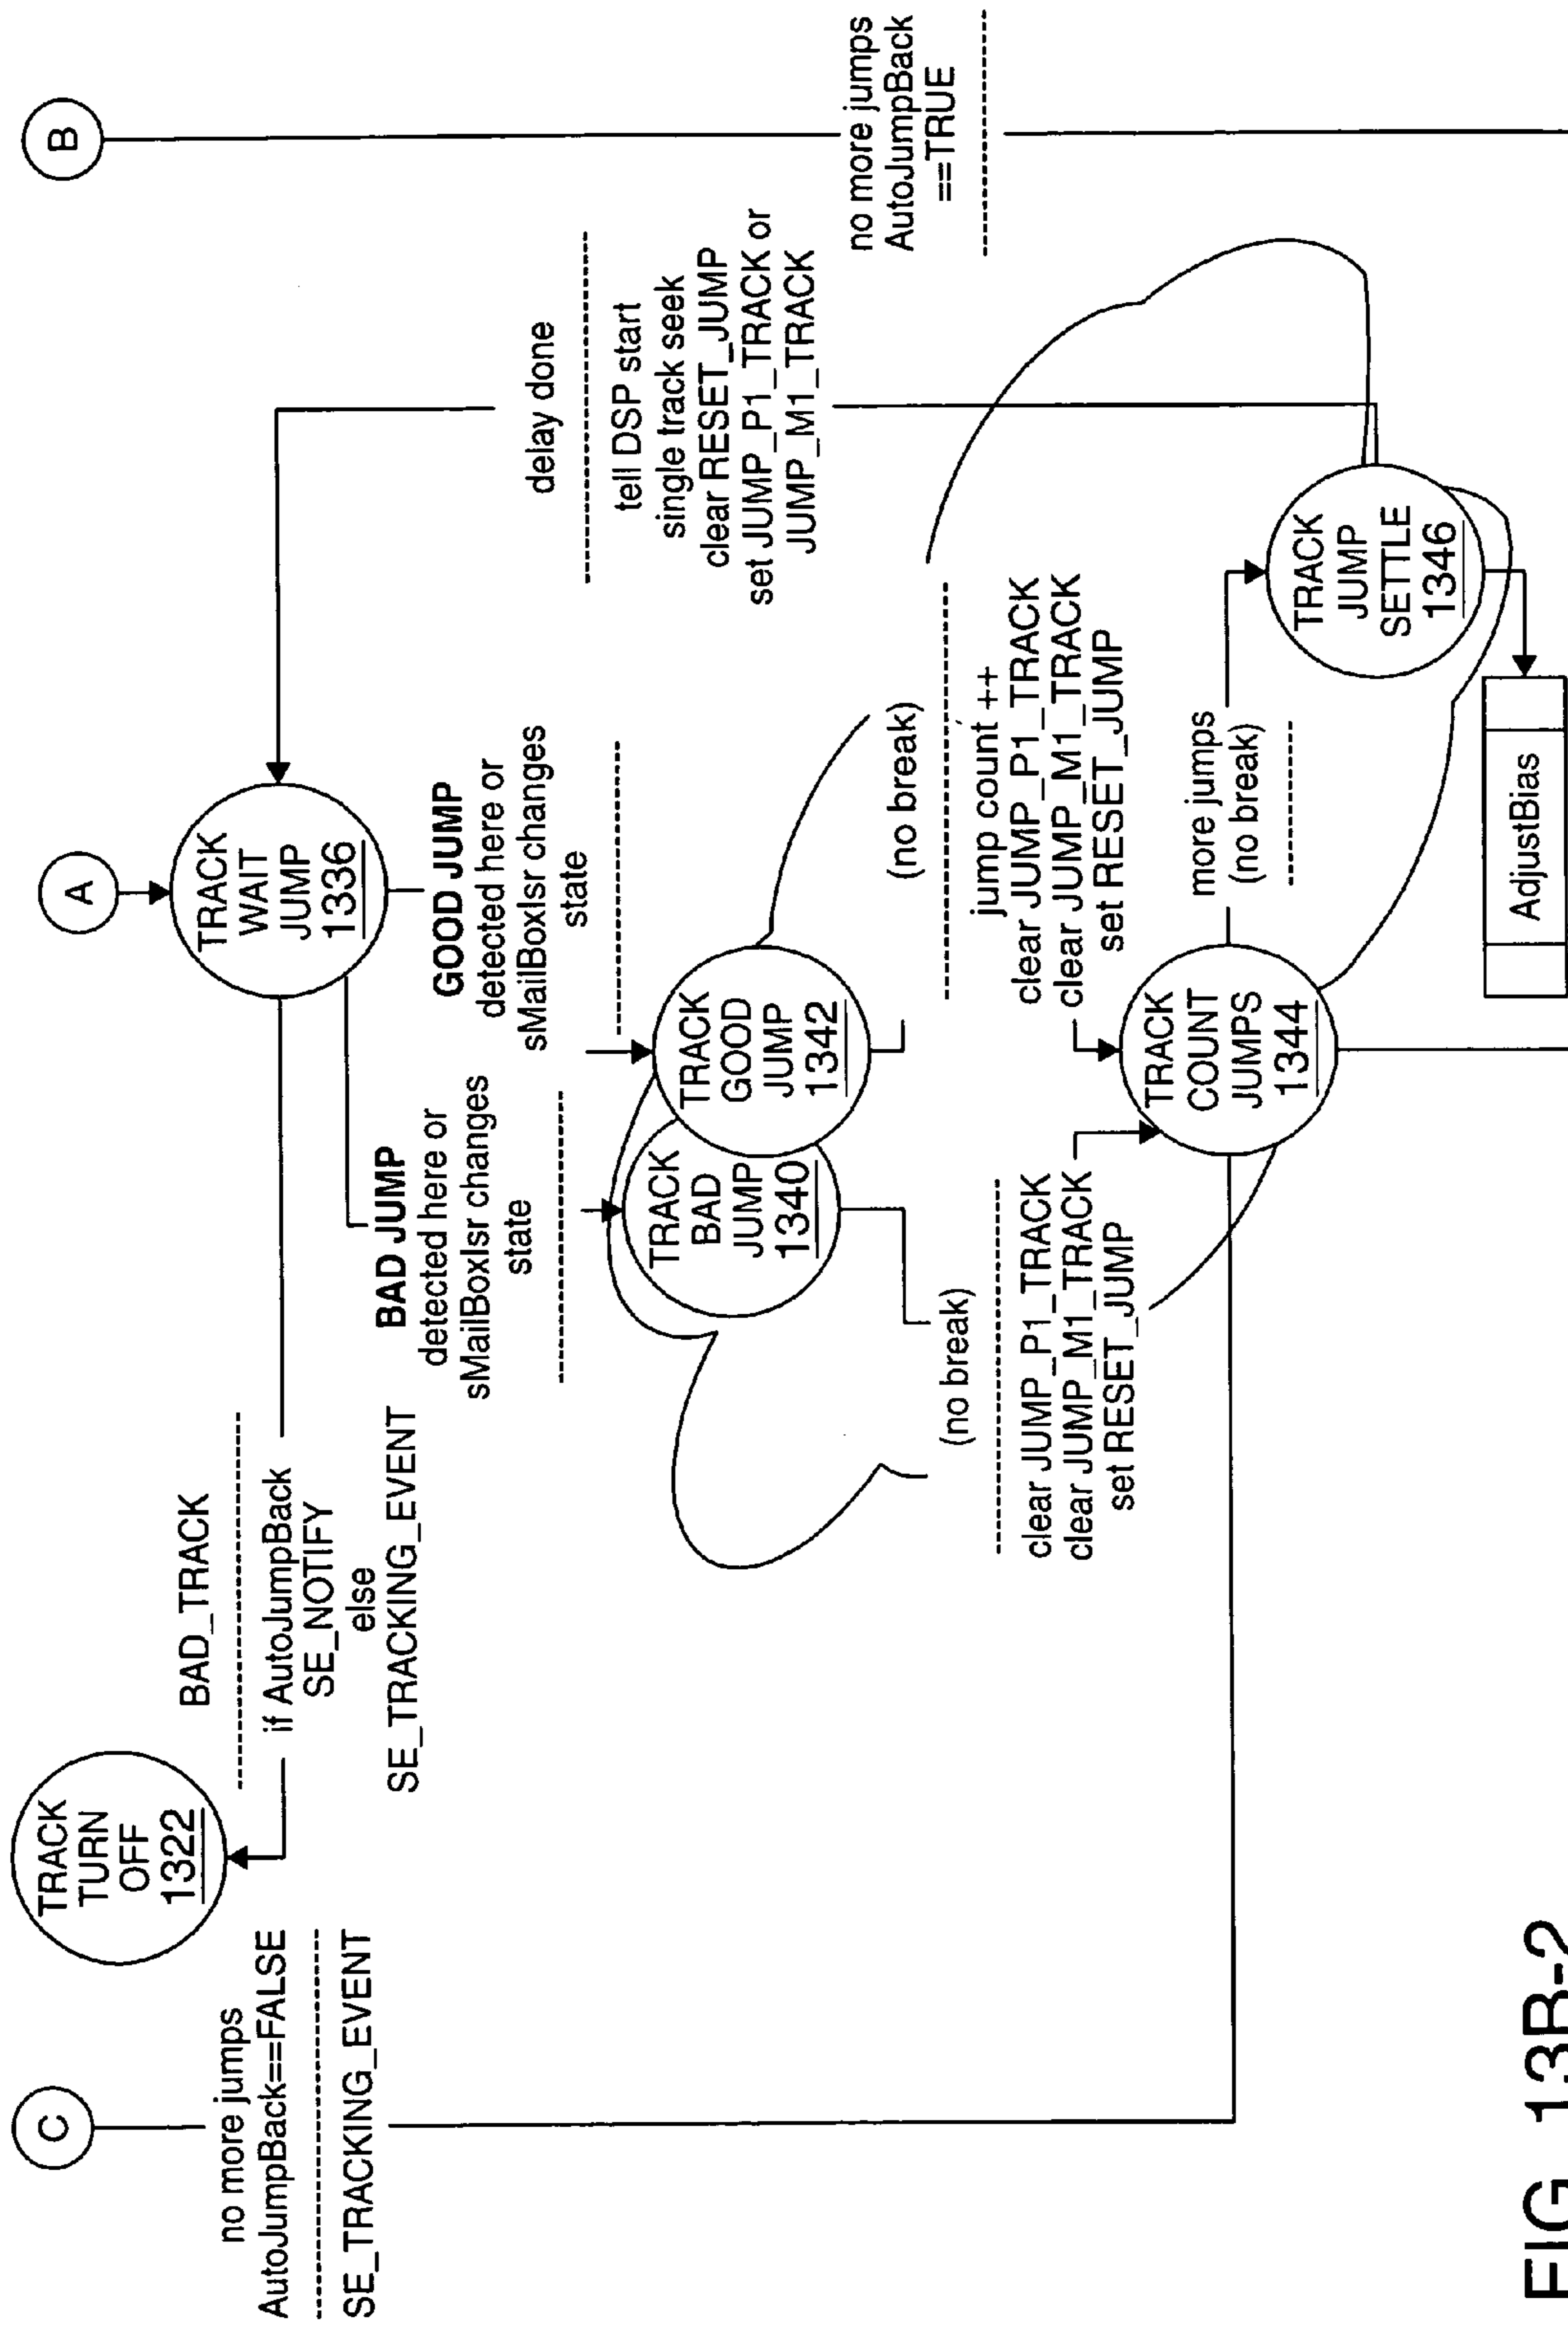 C
no more jumps
AutoJumpBack==FALSE
SE_TRACKING_EVENT
TRACK
TURN
OFF
1322
BAD_TRACK
if AutoJumpBack
SE_NOTIFY
else
SE_TRACKING_EVENT
A
TRACK
WAIT
JUMP
1336
B
BAD JUMP
detected here or
sMailBoxIsr changes
state
GOOD JUMP
detected here or
sMailBoxIsr changes
state
delay done
tell DSP start
single track seek
clear RESET_JUMP
set JUMP_P1_TRACK or
JUMP_M1_TRACK
no more jumps
AutoJumpBack
==TRUE
TRACK
BAD
JUMP
1340
TRACK
GOOD
JUMP
1342
(no break)
clear JUMP_P1_TRACK
clear JUMP_M1_TRACK
set RESET_JUMP
(no break)
jump count ++
clear JUMP_P1_TRACK
clear JUMP_M1_TRACK
set RESET_JUMP
TRACK
COUNT
JUMPS
1344
more jumps
(no break)
TRACK
JUMP
SETTLE
1346
AdjustBias
FIG. 13B-2